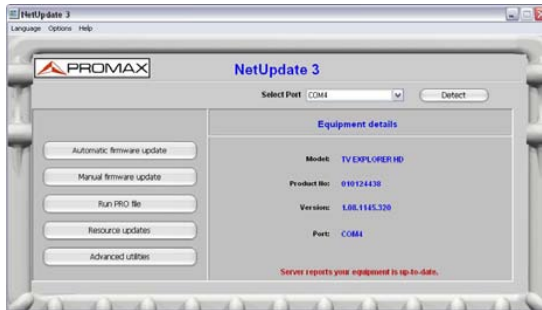 NetUpdate 3
Language Options Help
PROMAX
NetUpdate 3
Select Port COM4 Detect
Equipment details
Automatic firmware update
Manual firmware update
Run PRO file
Resource updates
Advanced utilities
Model: TV EXPLORER HD
Product No: 010124438
Version: 1.08.1145.320
Port: COM4
Server reports your equipment is up-to-date.